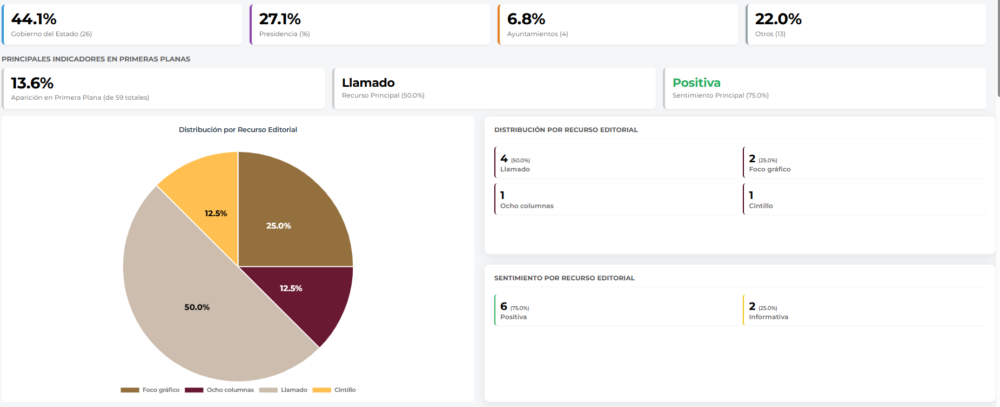 44.1%
Gobierno del Estado (26)
27.1%
Presidencia (16)
6.8%
Ayuntamientos (4)
22.0%
Otros (13)
PRINCIPALES INDICADORES EN PRIMERAS PLANAS
13.6%
Aparición en Primera Plana (de 59 totales)
Llamado
Recurso Principal (50.0%)
Positiva
Sentimiento Principal (75.0%)
Distribución por Recurso Editorial
12.5%
25.0%
12.5%
50.0%
Foco gráfico
Ocho columnas
Llamado
Cintillo
DISTRIBUCIÓN POR RECURSO EDITORIAL
4 (50.0%)
Llamado
2 (25.0%)
Foco gráfico
1
Ocho columnas
1
Cintillo
SENTIMIENTO POR RECURSO EDITORIAL
6 (75.0%)
Positiva
2 (25.0%)
Informativa